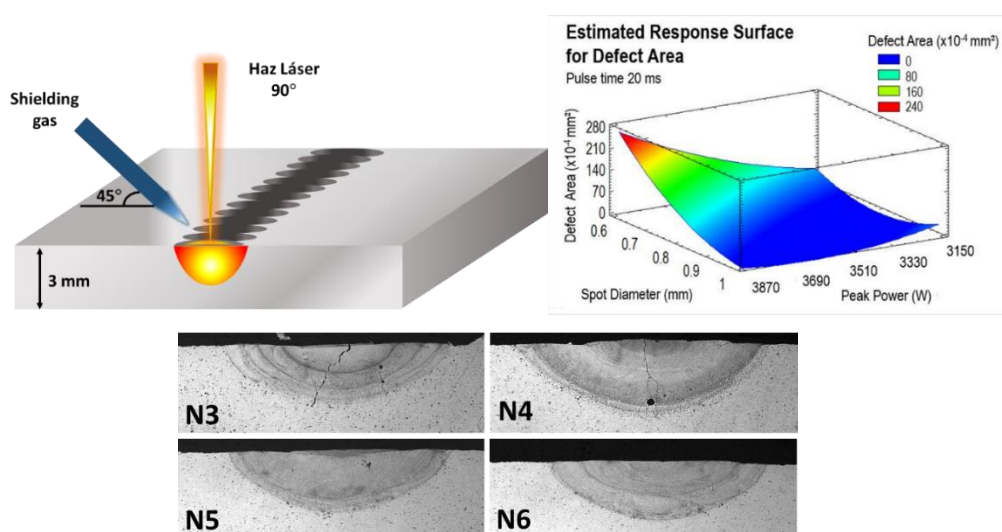 Haz Láser
90°
Shielding
gas
45°
3 mm
Estimated Response Surface
for Defect Area
Pulse time 20 ms
Defect Area (x10⁻⁴ mm²)
0
80
160
240
Defect Area (x10⁻⁴ mm²)
280
210
140
70
0
0.6
0.7
0.8
0.9
1
Spot Diameter (mm)
3870
3690
3510
3330
3150
Peak Power (W)
N3
N4
N5
N6